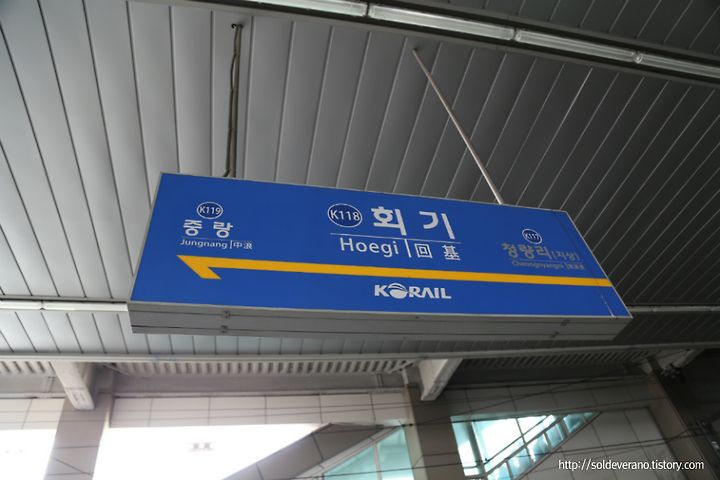 K119
중랑
Jungnang | 中浪
K118
회기
Hoegi | 回基
K117
청량리(지상)
Cheongnyangni
KORAIL
http://soldeverano.tistory.com